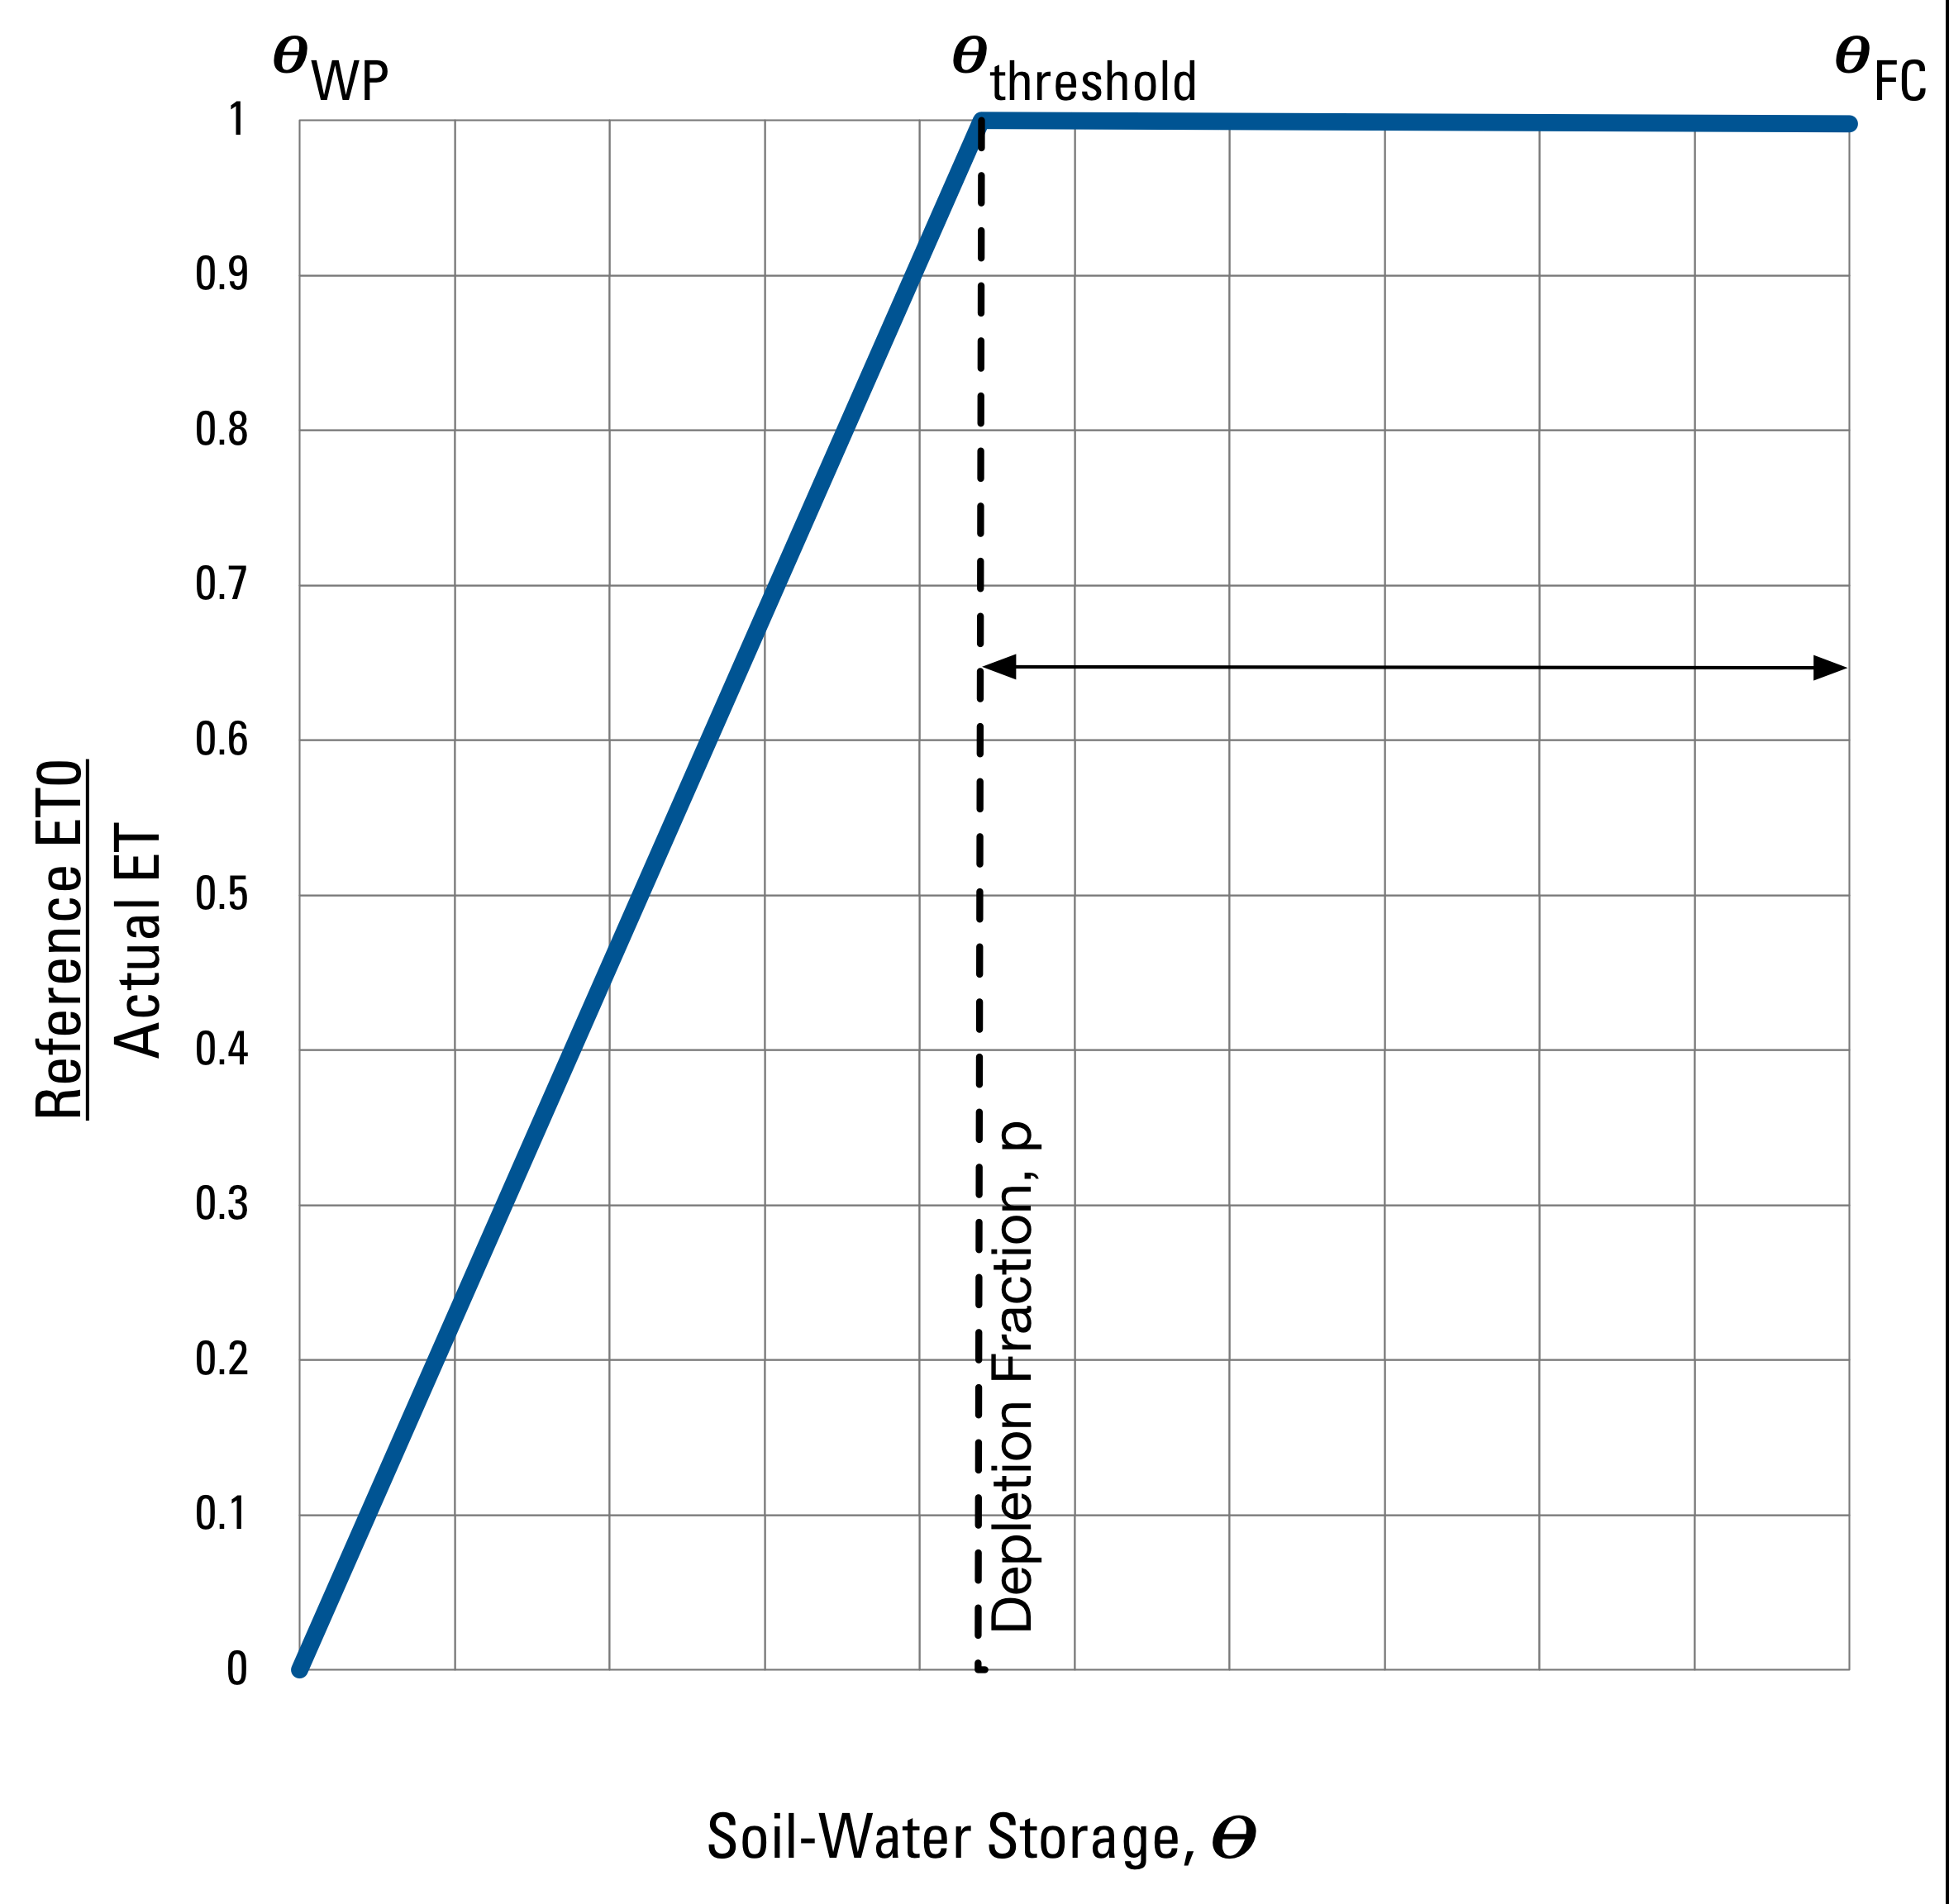 θWP
θthreshold
θFC
1
0.9
0.8
0.7
0.6
0.5
0.4
0.3
0.2
0.1
0
Reference ET0
Actual ET
Depletion Fraction, p
Soil-Water Storage, θ